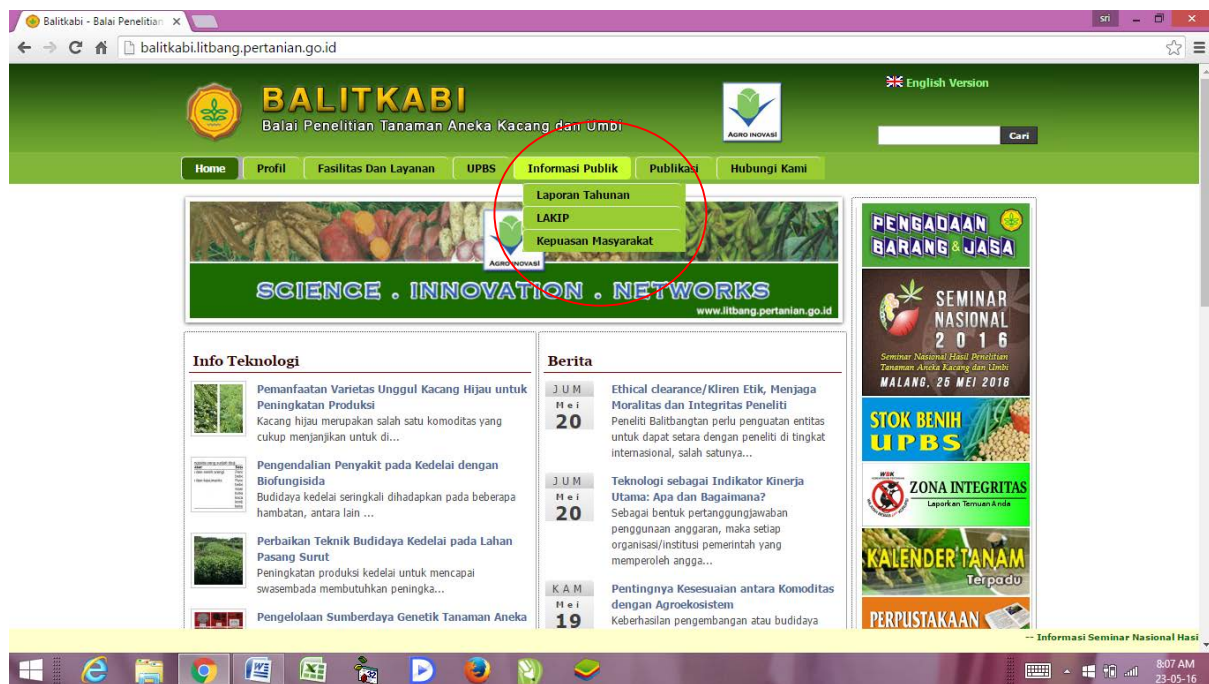 Balitkabi - Balai Penelitian
sri
balitkabi.litbang.pertanian.go.id
English Version
BALITKABI
Balai Penelitian Tanaman Aneka Kacang dan Umbi
AGRO INOVASI
Cari
Home Profil Fasilitas Dan Layanan UPBS Informasi Publik Publikasi Hubungi Kami
Laporan Tahunan
LAKIP
Kepuasan Masyarakat
AGRO INOVASI
SCIENCE . INNOVATION . NETWORKS
www.litbang.pertanian.go.id
Info Teknologi
Pemanfaatan Varietas Unggul Kacang Hijau untuk
Peningkatan Produksi
Kacang hijau merupakan salah satu komoditas yang
cukup menjanjikan untuk di...
Pengendalian Penyakit pada Kedelai dengan
Biofungisida
Budidaya kedelai seringkali dihadapkan pada beberapa
hambatan, antara lain ...
Perbaikan Teknik Budidaya Kedelai pada Lahan
Pasang Surut
Peningkatan produksi kedelai untuk mencapai
swasembada membutuhkan peningka...
Pengelolaan Sumberdaya Genetik Tanaman Aneka
Berita
JUM
Mei
20
Ethical clearance/Kliren Etik, Menjaga
Moralitas dan Integritas Peneliti
Peneliti Balitbangtan perlu penguatan entitas
untuk dapat setara dengan peneliti di tingkat
internasional, salah satunya...
JUM
Mei
20
Teknologi sebagai Indikator Kinerja
Utama: Apa dan Bagaimana?
Sebagai bentuk pertanggungjawaban
penggunaan anggaran, maka setiap
organisasi/institusi pemerintah yang
memperoleh angga...
KAM
Mei
19
Pentingnya Kesesuaian antara Komoditas
dengan Agroekosistem
Keberhasilan pengembangan atau budidaya
PENGADAAN
BARANG & JASA
SEMINAR
NASIONAL
2016
Seminar Nasional Hasil Penelitian
Tanaman Aneka Kacang dan Umbi
MALANG, 25 MEI 2016
STOK BENIH
UPBS
WBK
ZONA INTEGRITAS
Laporkan Temuan Anda
KALENDER TANAM
Terpadu
PERPUSTAKAAN
-- Informasi Seminar Nasional Hasi
8:07 AM
23-05-16